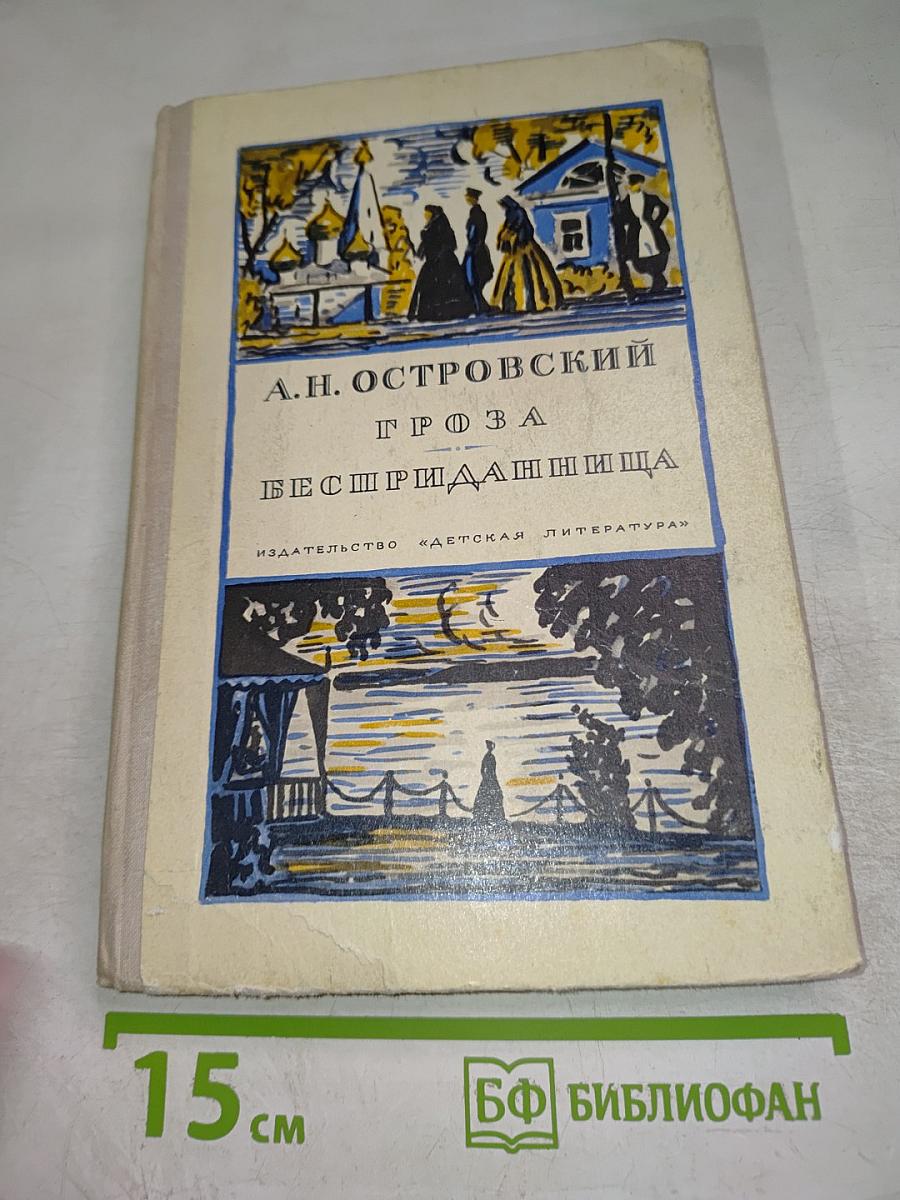 А.Н. ОСТРОВСКИЙ
ГРОЗА
БЕСПРИДАННИЦА
ИЗДАТЕЛЬСТВО «ДЕТСКАЯ ЛИТЕРАТУРА»
15 см
БФ БИБЛИОФАН